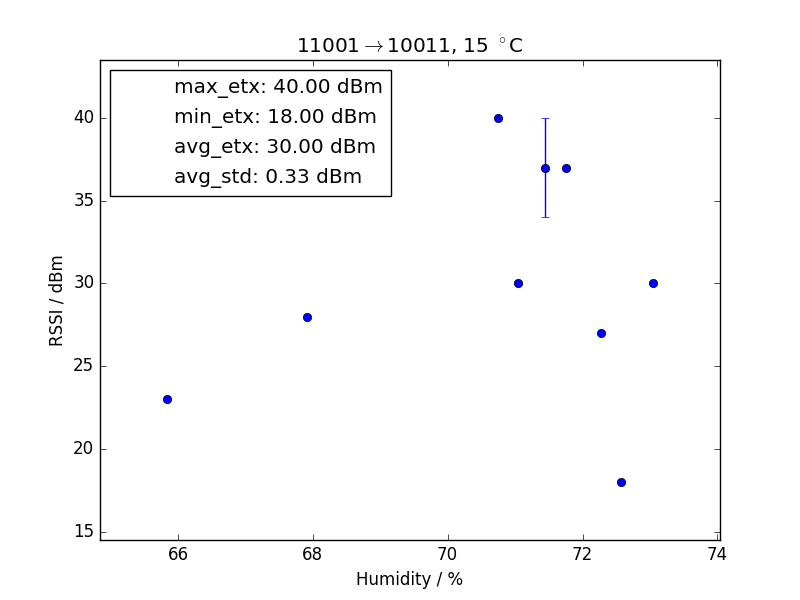 11001→10011, 15 °C
max_etx: 40.00 dBm
min_etx: 18.00 dBm
avg_etx: 30.00 dBm
avg_std: 0.33 dBm
RSSI / dBm
40
35
30
25
20
15
66 68 70 72 74
Humidity / %